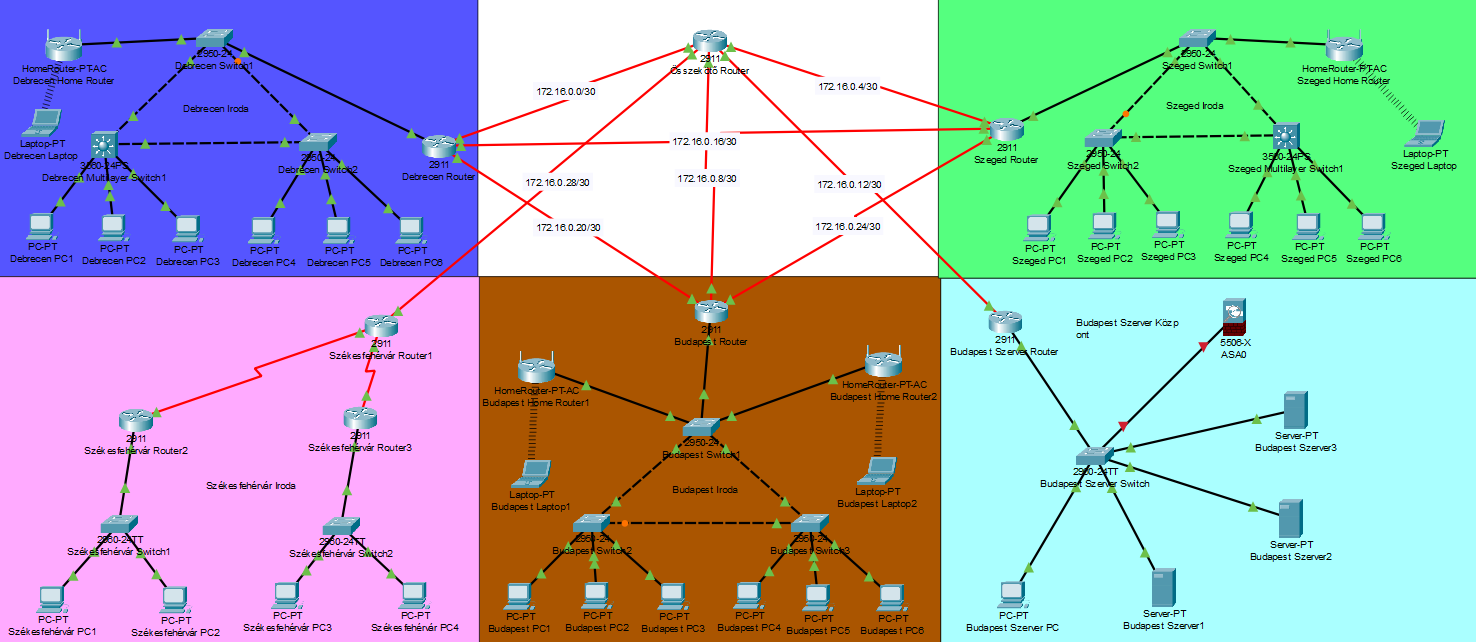 HomeRouter-PT-AC
Debrecen Home Router
2950-24
Debrecen Switch1
Debrecen Iroda
Laptop-PT
Debrecen Laptop
3560-24PS
Debrecen Multilayer Switch1
2950-24
Debrecen Switch2
2911
Debrecen Router
PC-PT
Debrecen PC1
PC-PT
Debrecen PC2
PC-PT
Debrecen PC3
PC-PT
Debrecen PC4
PC-PT
Debrecen PC5
PC-PT
Debrecen PC6
2911
Összekötő Router
172.16.0.0/30
172.16.0.4/30
172.16.0.16/30
172.16.0.8/30
172.16.0.28/30
172.16.0.12/30
172.16.0.20/30
172.16.0.24/30
2950-24
Szeged Switch1
HomeRouter-PT-AC
Szeged Home Router
Szeged Iroda
2911
Szeged Router
2950-24
Szeged Switch2
3560-24PS
Szeged Multilayer Switch1
Laptop-PT
Szeged Laptop
PC-PT
Szeged PC1
PC-PT
Szeged PC2
PC-PT
Szeged PC3
PC-PT
Szeged PC4
PC-PT
Szeged PC5
PC-PT
Szeged PC6
2911
Székesfehérvár Router1
2911
Székesfehérvár Router2
2911
Székesfehérvár Router3
Székesfehérvár Iroda
2950-24TT
Székesfehérvár Switch1
2950-24TT
Székesfehérvár Switch2
PC-PT
Székesfehérvár PC1
PC-PT
Székesfehérvár PC2
PC-PT
Székesfehérvár PC3
PC-PT
Székesfehérvár PC4
2911
Budapest Router
HomeRouter-PT-AC
Budapest Home Router1
HomeRouter-PT-AC
Budapest Home Router2
2950-24
Budapest Switch1
Laptop-PT
Budapest Laptop1
Budapest Iroda
Laptop-PT
Budapest Laptop2
2950-24
Budapest Switch2
2950-24
Budapest Switch3
PC-PT
Budapest PC1
PC-PT
Budapest PC2
PC-PT
Budapest PC3
PC-PT
Budapest PC4
PC-PT
Budapest PC5
PC-PT
Budapest PC6
2911
Budapest Szerver Router
Budapest Szerver Közp
ont
5506-X
ASA0
Server-PT
Budapest Szerver3
2960-24TT
Budapest Szerver Switch
Server-PT
Budapest Szerver2
PC-PT
Budapest Szerver PC
Server-PT
Budapest Szerver1